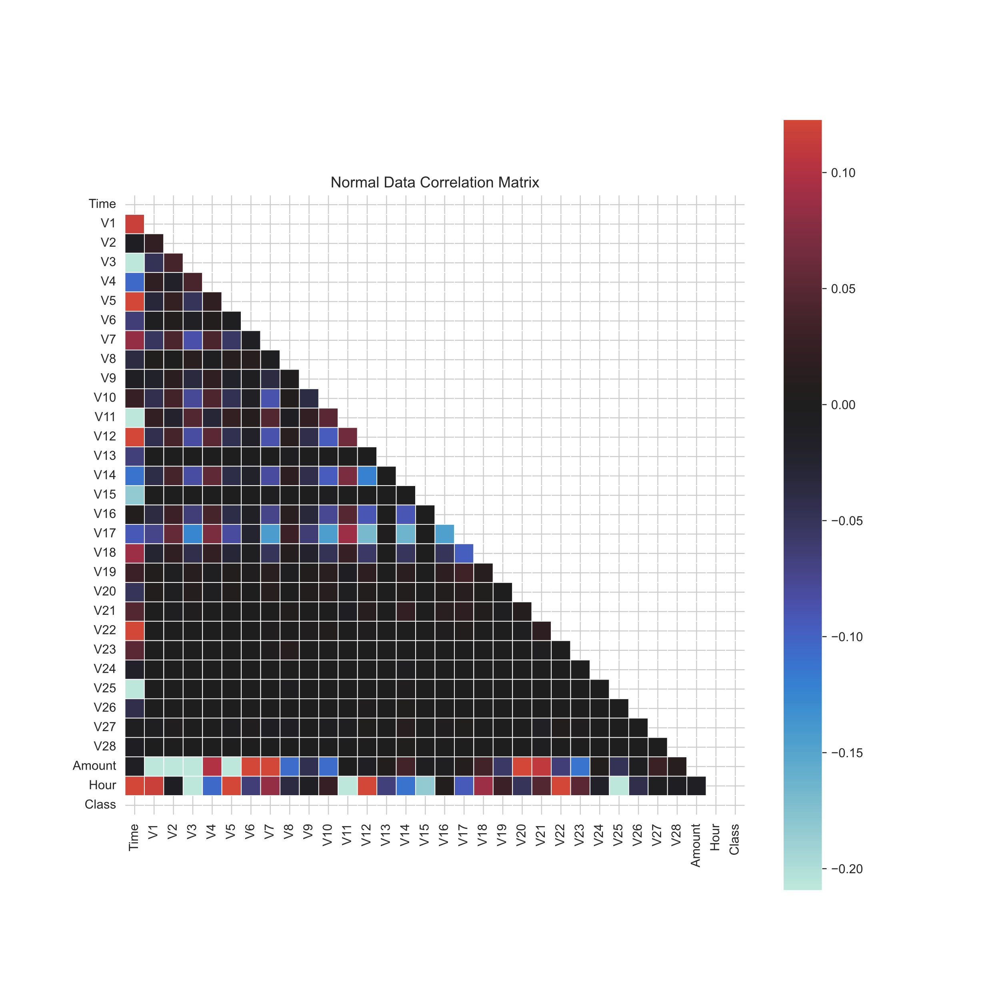 Normal Data Correlation Matrix
Time
V1
V2
V3
V4
V5
V6
V7
V8
V9
V10
V11
V12
V13
V14
V15
V16
V17
V18
V19
V20
V21
V22
V23
V24
V25
V26
V27
V28
Amount
Hour
Class
Time V1 V2 V3 V4 V5 V6 V7 V8 V9 V10 V11 V12 V13 V14 V15 V16 V17 V18 V19 V20 V21 V22 V23 V24 V25 V26 V27 V28 Amount Hour Class
0.10
0.05
0.00
−0.05
−0.10
−0.15
−0.20